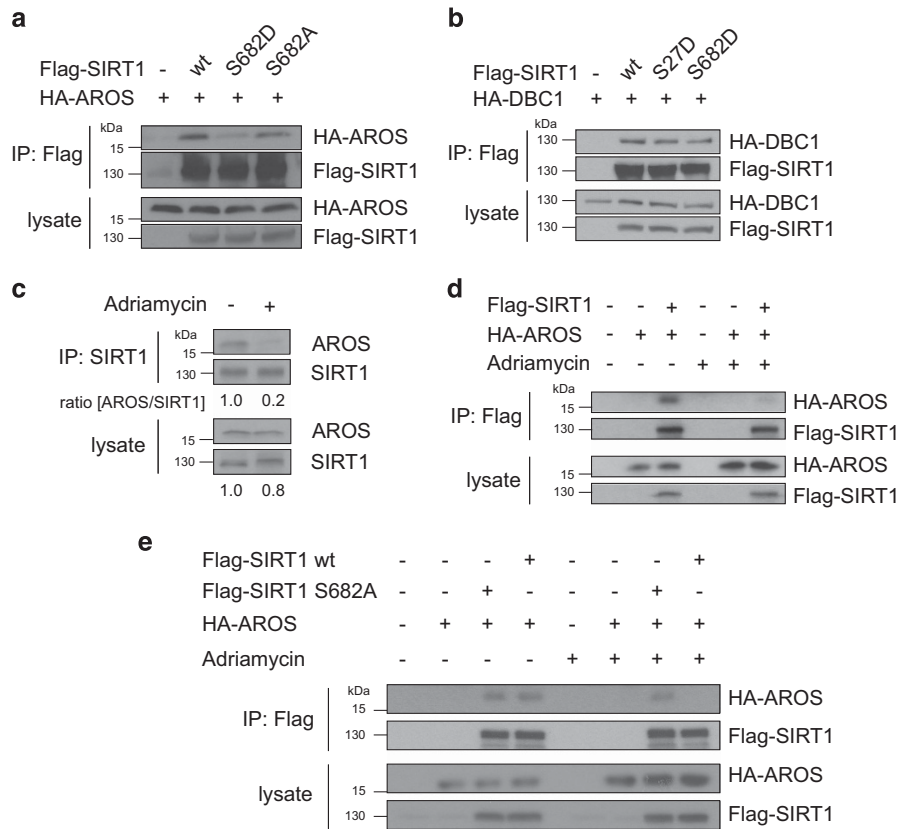 a
Flag-SIRT1 - wt S682D S682A
HA-AROS + + + +
kDa
IP: Flag
15
HA-AROS
130
Flag-SIRT1
lysate
15
HA-AROS
130
Flag-SIRT1
b
Flag-SIRT1 - wt S27D S682D
HA-DBC1 + + + +
kDa
IP: Flag
130
HA-DBC1
130
Flag-SIRT1
lysate
130
HA-DBC1
130
Flag-SIRT1
c
Adriamycin - +
kDa
IP: SIRT1
15
AROS
130
SIRT1
ratio [AROS/SIRT1] 1.0 0.2
lysate
15
AROS
130
SIRT1
1.0 0.8
d
Flag-SIRT1 - - + - - +
HA-AROS - + + - + +
Adriamycin - - - + + +
kDa
IP: Flag
15
HA-AROS
130
Flag-SIRT1
lysate
15
HA-AROS
130
Flag-SIRT1
e
Flag-SIRT1 wt - - - + - - - +
Flag-SIRT1 S682A - - + - - - + -
HA-AROS - + + + - + + +
Adriamycin - - - - + + + +
kDa
IP: Flag
15
HA-AROS
130
Flag-SIRT1
lysate
15
HA-AROS
130
Flag-SIRT1